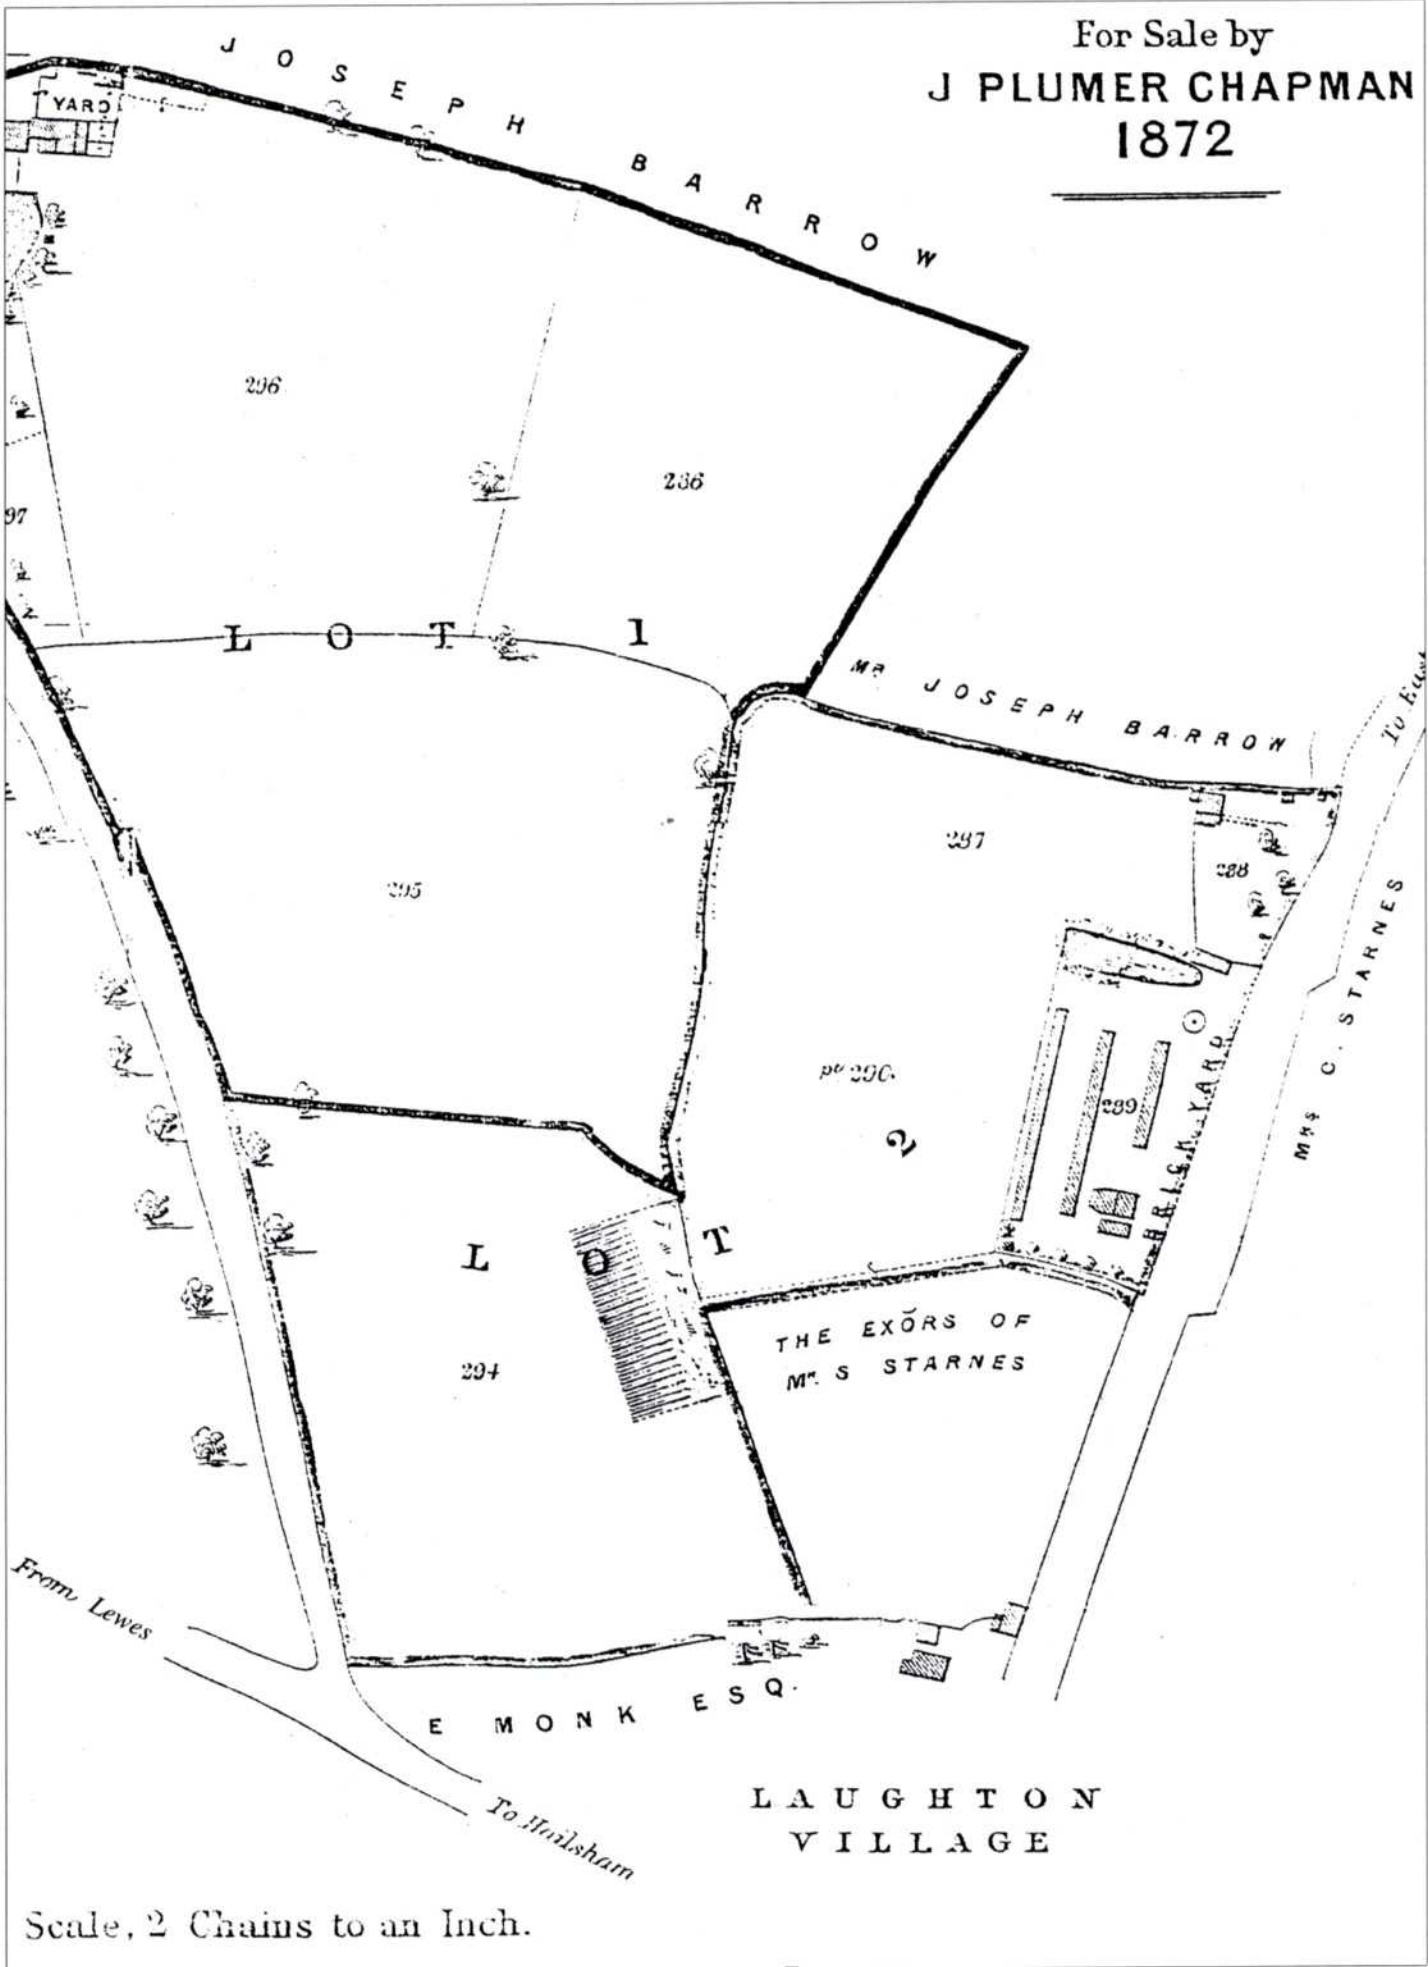 For Sale by
J PLUMER CHAPMAN
1872
JOSEPH BARROW
YARD
296
286
97
LOT 1
MR JOSEPH BARROW
To East
287
288
295
MRS C. STARNES
pt 290.
289
BRICK YARD
LOT 2
THE EXŌRS OF
MR. S STARNES
294
From Lewes
E MONK ESQ.
To Hailsham
LAUGHTON
VILLAGE
Scale, 2 Chains to an Inch.